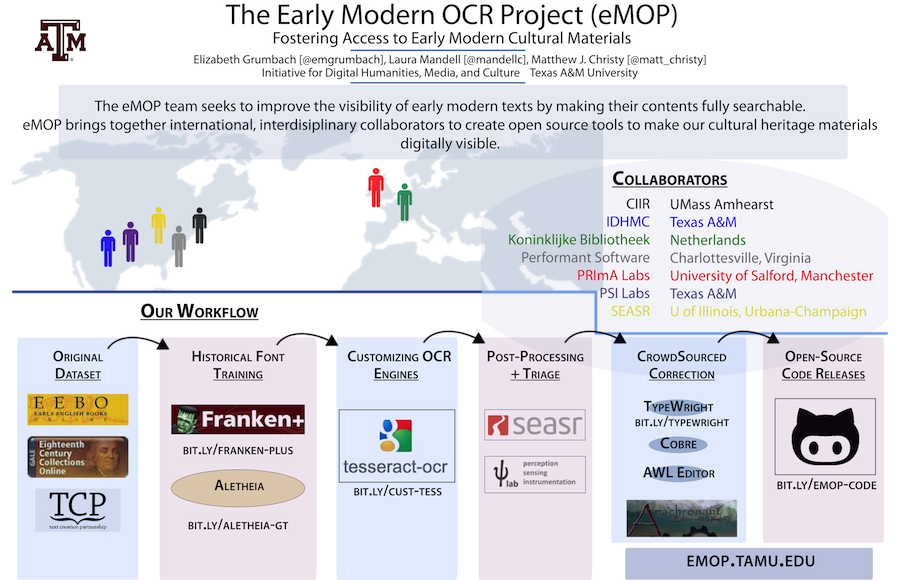 The Early Modern OCR Project (eMOP)
Fostering Access to Early Modern Cultural Materials
Elizabeth Grumbach [@emgrumbach], Laura Mandell [@mandellc], Matthew J. Christy [@matt_christy]
Initiative for Digital Humanities, Media, and Culture Texas A&M University
ATM
The eMOP team seeks to improve the visibility of early modern texts by making their contents fully searchable.
eMOP brings together international, interdisiplinary collaborators to create open source tools to make our cultural heritage materials
digitally visible.
Collaborators
CIIR UMass Amhearst
IDHMC Texas A&M
Koninklijke Bibliotheek Netherlands
Performant Software Charlottesville, Virginia
PRImA Labs University of Salford, Manchester
PSI Labs Texas A&M
SEASR U of Illinois, Urbana-Champaign
Our Workflow
Original
Dataset
EEBO
EARLY ENGLISH BOOKS
ONLINE
GALE
Eighteenth
Century
Collections
Online
TCP
text creation partnership
Historical Font
Training
Franken+
bit.ly/franken-plus
Aletheia
bit.ly/aletheia-gt
Customizing OCR
Engines
tesseract-ocr
bit.ly/cust-tess
Post-Processing
+ Triage
seasr
ψ lab
perception
sensing
instrumentation
CrowdSourced
Correction
TypeWright
bit.ly/typewright
Cobre
AWL Editor
Arachronaut
Open-Source
Code Releases
bit.ly/emop-code
emop.tamu.edu